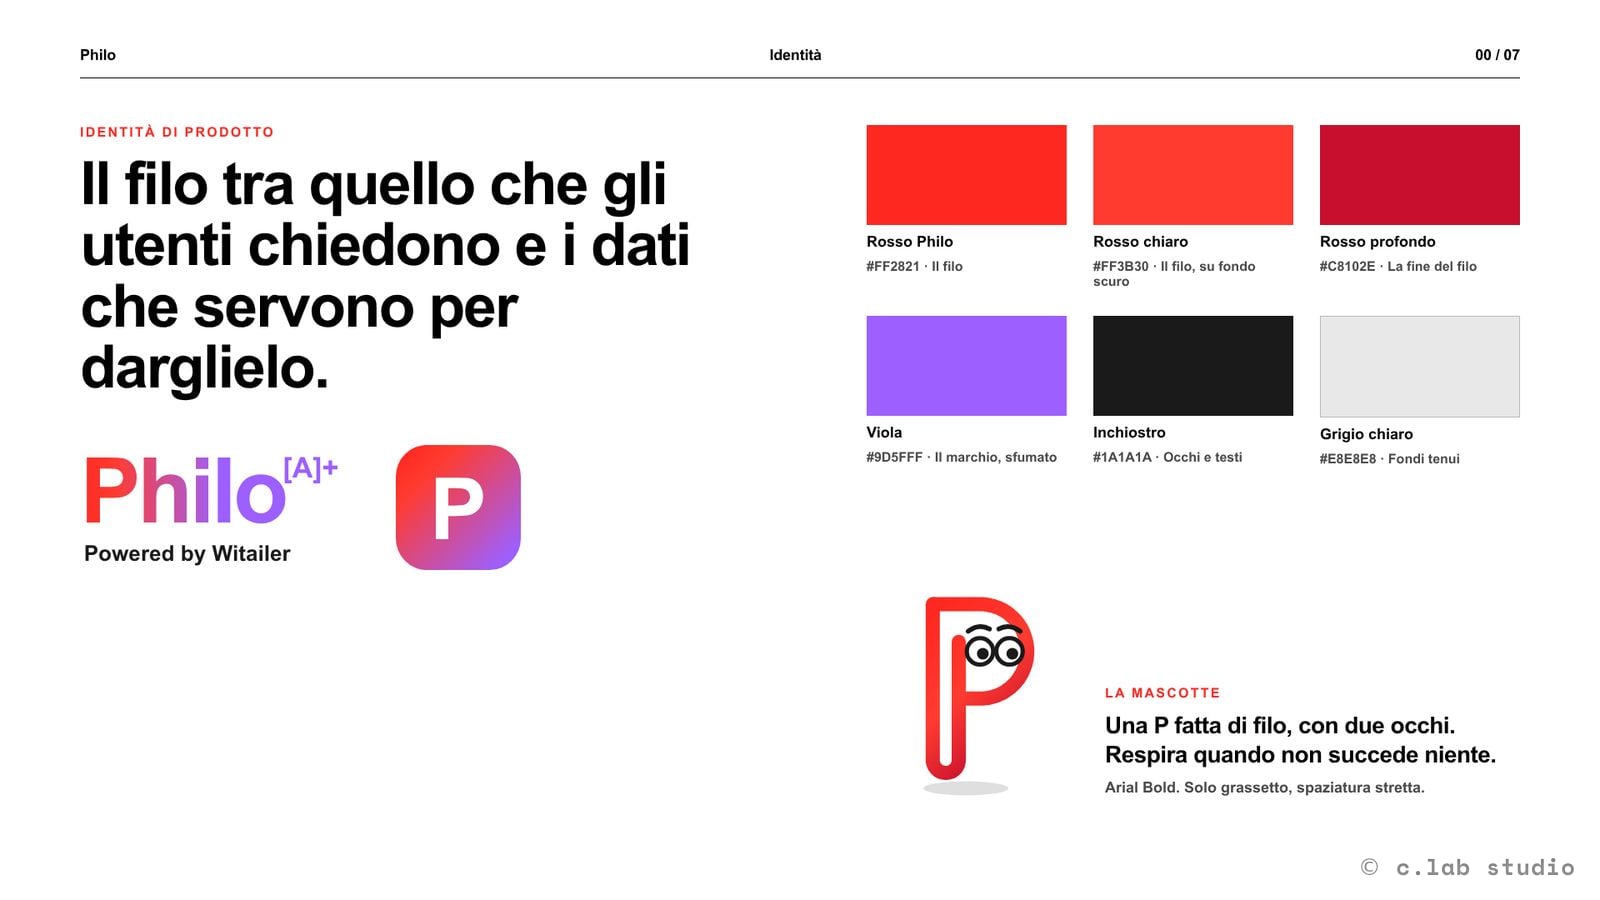 Philo
Identità
00 / 07
IDENTITÀ DI PRODOTTO
Il filo tra quello che gli
utenti chiedono e i dati
che servono per
darglielo.
Philo[A]+
Powered by Witailer
P
Rosso Philo
#FF2821 · Il filo
Rosso chiaro
#FF3B30 · Il filo, su fondo
scuro
Rosso profondo
#C8102E · La fine del filo
Viola
#9D5FFF · Il marchio, sfumato
Inchiostro
#1A1A1A · Occhi e testi
Grigio chiaro
#E8E8E8 · Fondi tenui
P
LA MASCOTTE
Una P fatta di filo, con due occhi.
Respira quando non succede niente.
Arial Bold. Solo grassetto, spaziatura stretta.
© c.lab studio